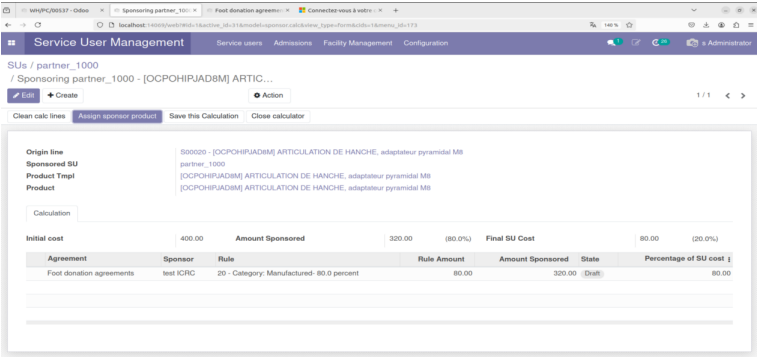 WH/PC/00537 - Odoo × Sponsoring partner_100 × Foot donation agreemen × Connectez-vous à votre c × +
localhost:14069/web?#id=1&active_id=31&model=sponsor.calc&view_type=form&cids=1&menu_id=173 140 %
Service User Management Service users Admissions Facility Management Configuration 1 26 s Administrator
SUs / partner_1000
/ Sponsoring partner_1000 - [OCPOHIPJAD8M] ARTIC...
Edit + Create Action 1 / 1
Clean calc lines Assign sponsor product Save this Calculation Close calculator
Origin line S00020 - [OCPOHIPJAD8M] ARTICULATION DE HANCHE, adaptateur pyramidal M8
Sponsored SU partner_1000
Product Tmpl [OCPOHIPJAD8M] ARTICULATION DE HANCHE, adaptateur pyramidal M8
Product [OCPOHIPJAD8M] ARTICULATION DE HANCHE, adaptateur pyramidal M8
Calculation
Initial cost 400.00 Amount Sponsored 320.00 (80.0%) Final SU Cost 80.00 (20.0%)
Agreement Sponsor Rule Rule Amount Amount Sponsored State Percentage of SU cost
Foot donation agreements test ICRC 20 - Category: Manufactured- 80.0 percent 80.00 320.00 Draft 80.00